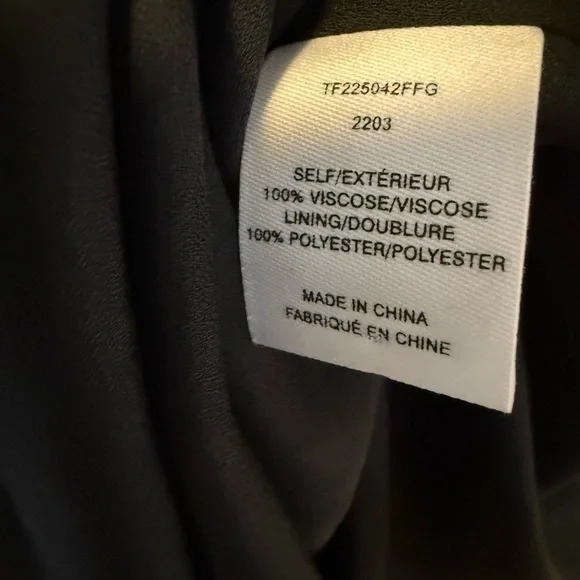 TF225042FFG
2203
SELF/EXTÉRIEUR
100% VISCOSE/VISCOSE
LINING/DOUBLURE
100% POLYESTER/POLYESTER
MADE IN CHINA
FABRIQUÉ EN CHINE